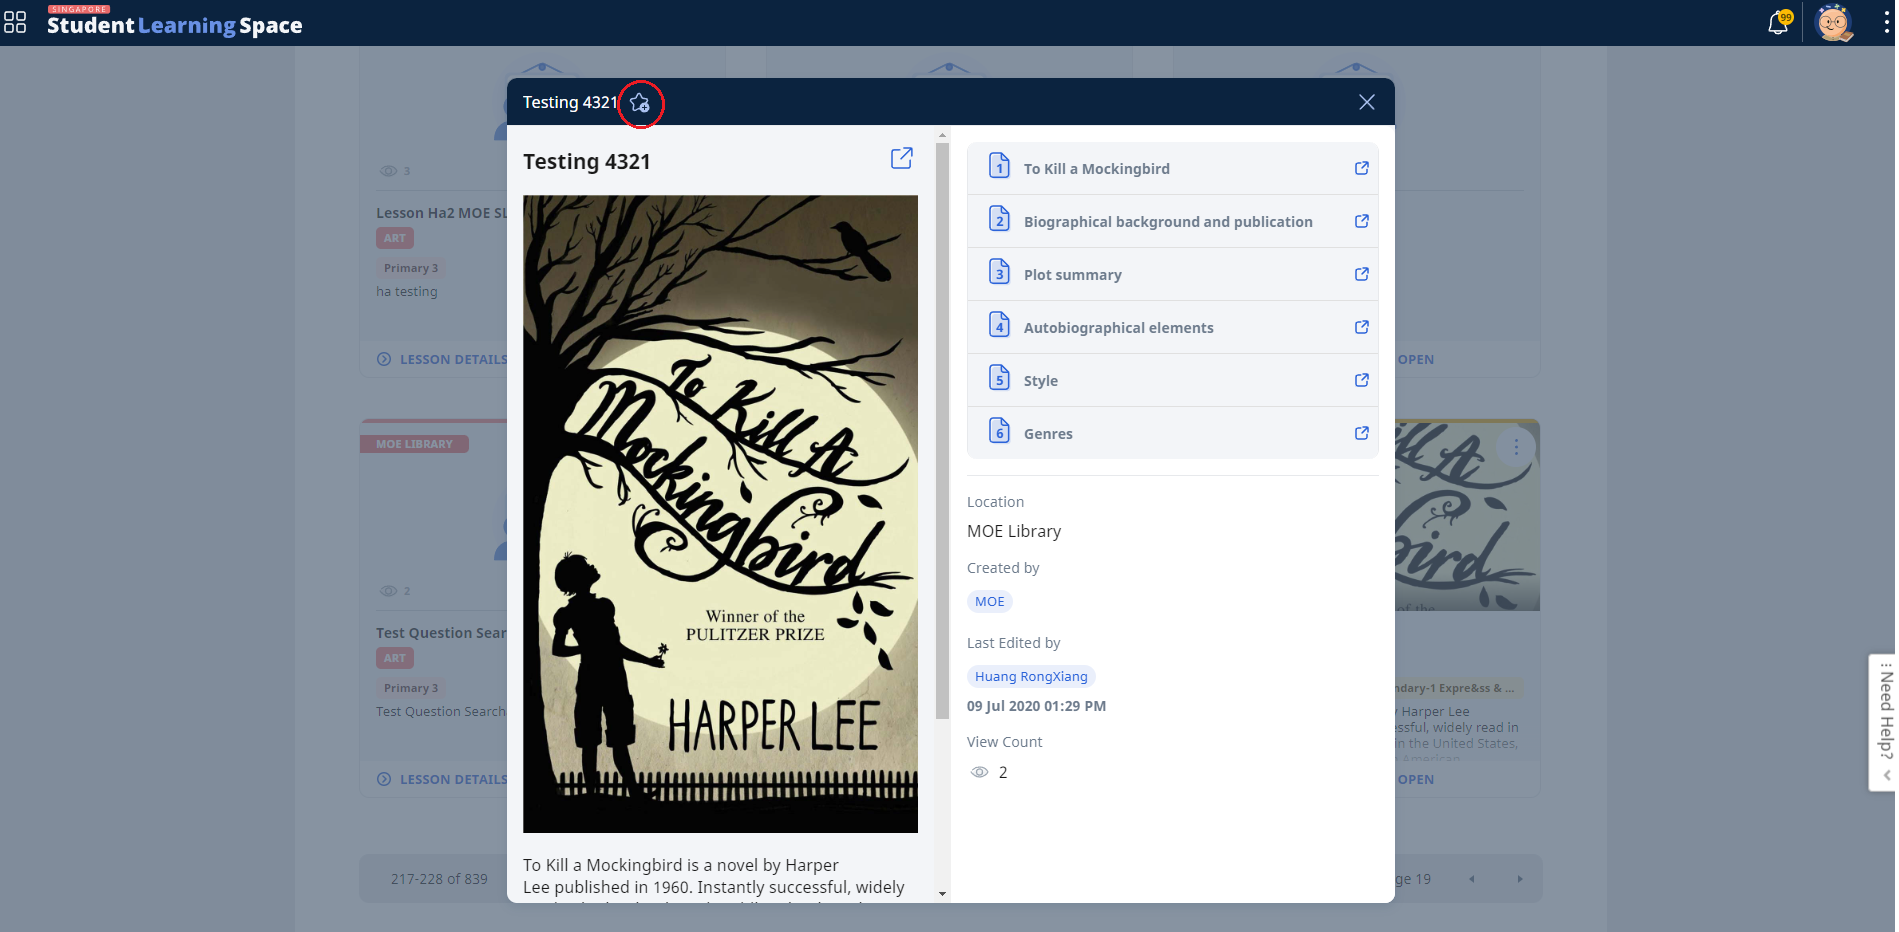 SINGAPORE
Student Learning Space
99
3
Lesson Ha2 MOE
ART
Primary 3
ha testing
LESSON DETAILS
OPEN
MOE LIBRARY
2
Test Question
ART
Primary 3
Test Question Search
LESSON DETAILS
217-228 of 839
Testing 4321
Testing 4321
To Kill A
Mockingbird
Winner of the
PULITZER PRIZE
HARPER LEE
To Kill a Mockingbird is a novel by Harper
Lee published in 1960. Instantly successful, widely
1 To Kill a Mockingbird
2 Biographical background and publication
3 Plot summary
4 Autobiographical elements
5 Style
6 Genres
Location
MOE Library
Created by
MOE
Last Edited by
Huang RongXiang
09 Jul 2020 01:29 PM
View Count
2
ndary-1 Expre&ss & ...
Harper Lee
ssful, widely read in
in the United States,
American
OPEN
ge 19
Need Help?